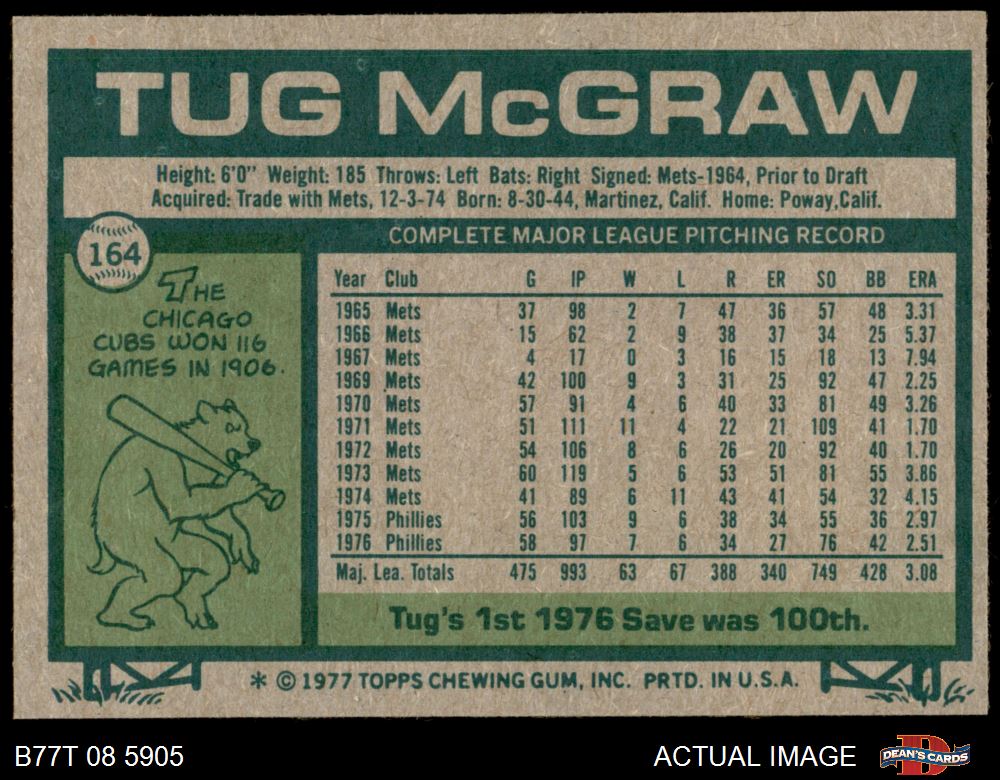 TUG McGRAW
Height: 6'0" Weight: 185 Throws: Left Bats: Right Signed: Mets-1964, Prior to Draft
Acquired: Trade with Mets, 12-3-74 Born: 8-30-44, Martinez, Calif. Home: Poway,Calif.
164
THE
CHICAGO
CUBS WON 116
GAMES IN 1906.
COMPLETE MAJOR LEAGUE PITCHING RECORD
Year Club G IP W L R ER SO BB ERA
1965 Mets 37 98 2 7 47 36 57 48 3.31
1966 Mets 15 62 2 9 38 37 34 25 5.37
1967 Mets 4 17 0 3 16 15 18 13 7.94
1969 Mets 42 100 9 3 31 25 92 47 2.25
1970 Mets 57 91 4 6 40 33 81 49 3.26
1971 Mets 51 111 11 4 22 21 109 41 1.70
1972 Mets 54 106 8 6 26 20 92 40 1.70
1973 Mets 60 119 5 6 53 51 81 55 3.86
1974 Mets 41 89 6 11 43 41 54 32 4.15
1975 Phillies 56 103 9 6 38 34 55 36 2.97
1976 Phillies 58 97 7 6 34 27 76 42 2.51
Maj. Lea. Totals 475 993 63 67 388 340 749 428 3.08
Tug's 1st 1976 Save was 100th.
* © 1977 TOPPS CHEWING GUM, INC. PRTD. IN U.S.A.
B77T 08 5905
ACTUAL IMAGE
D
DEAN'S CARDS